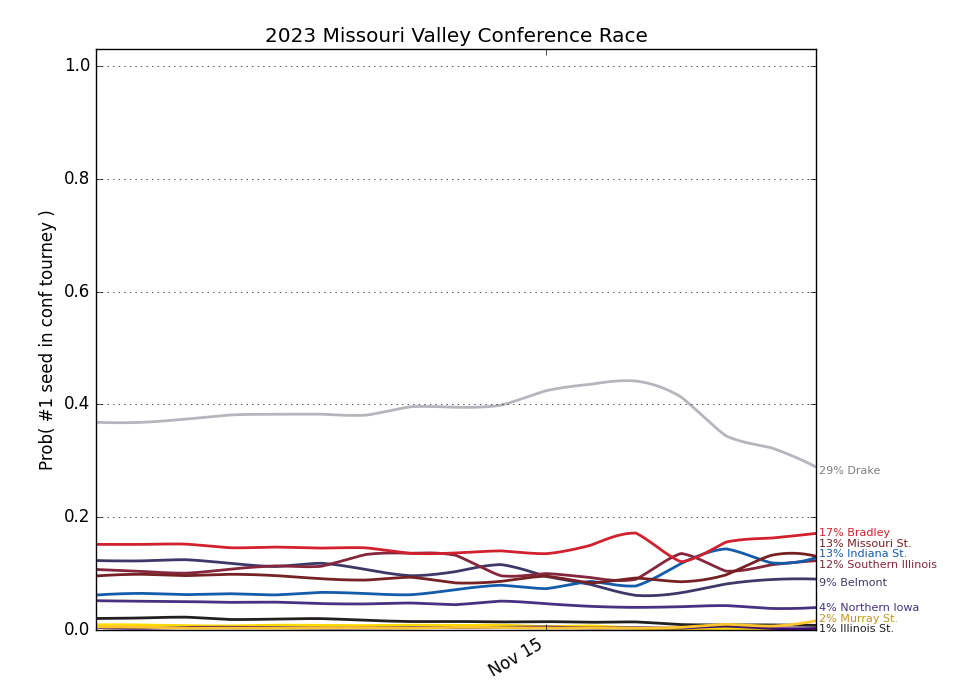 2023 Missouri Valley Conference Race
1.0
0.8
0.6
0.4
0.2
0.0
Prob( #1 seed in conf tourney )
Nov 15
29% Drake
17% Bradley
13% Missouri St.
13% Indiana St.
12% Southern Illinois
9% Belmont
4% Northern Iowa
2% Murray St.
1% Illinois St.